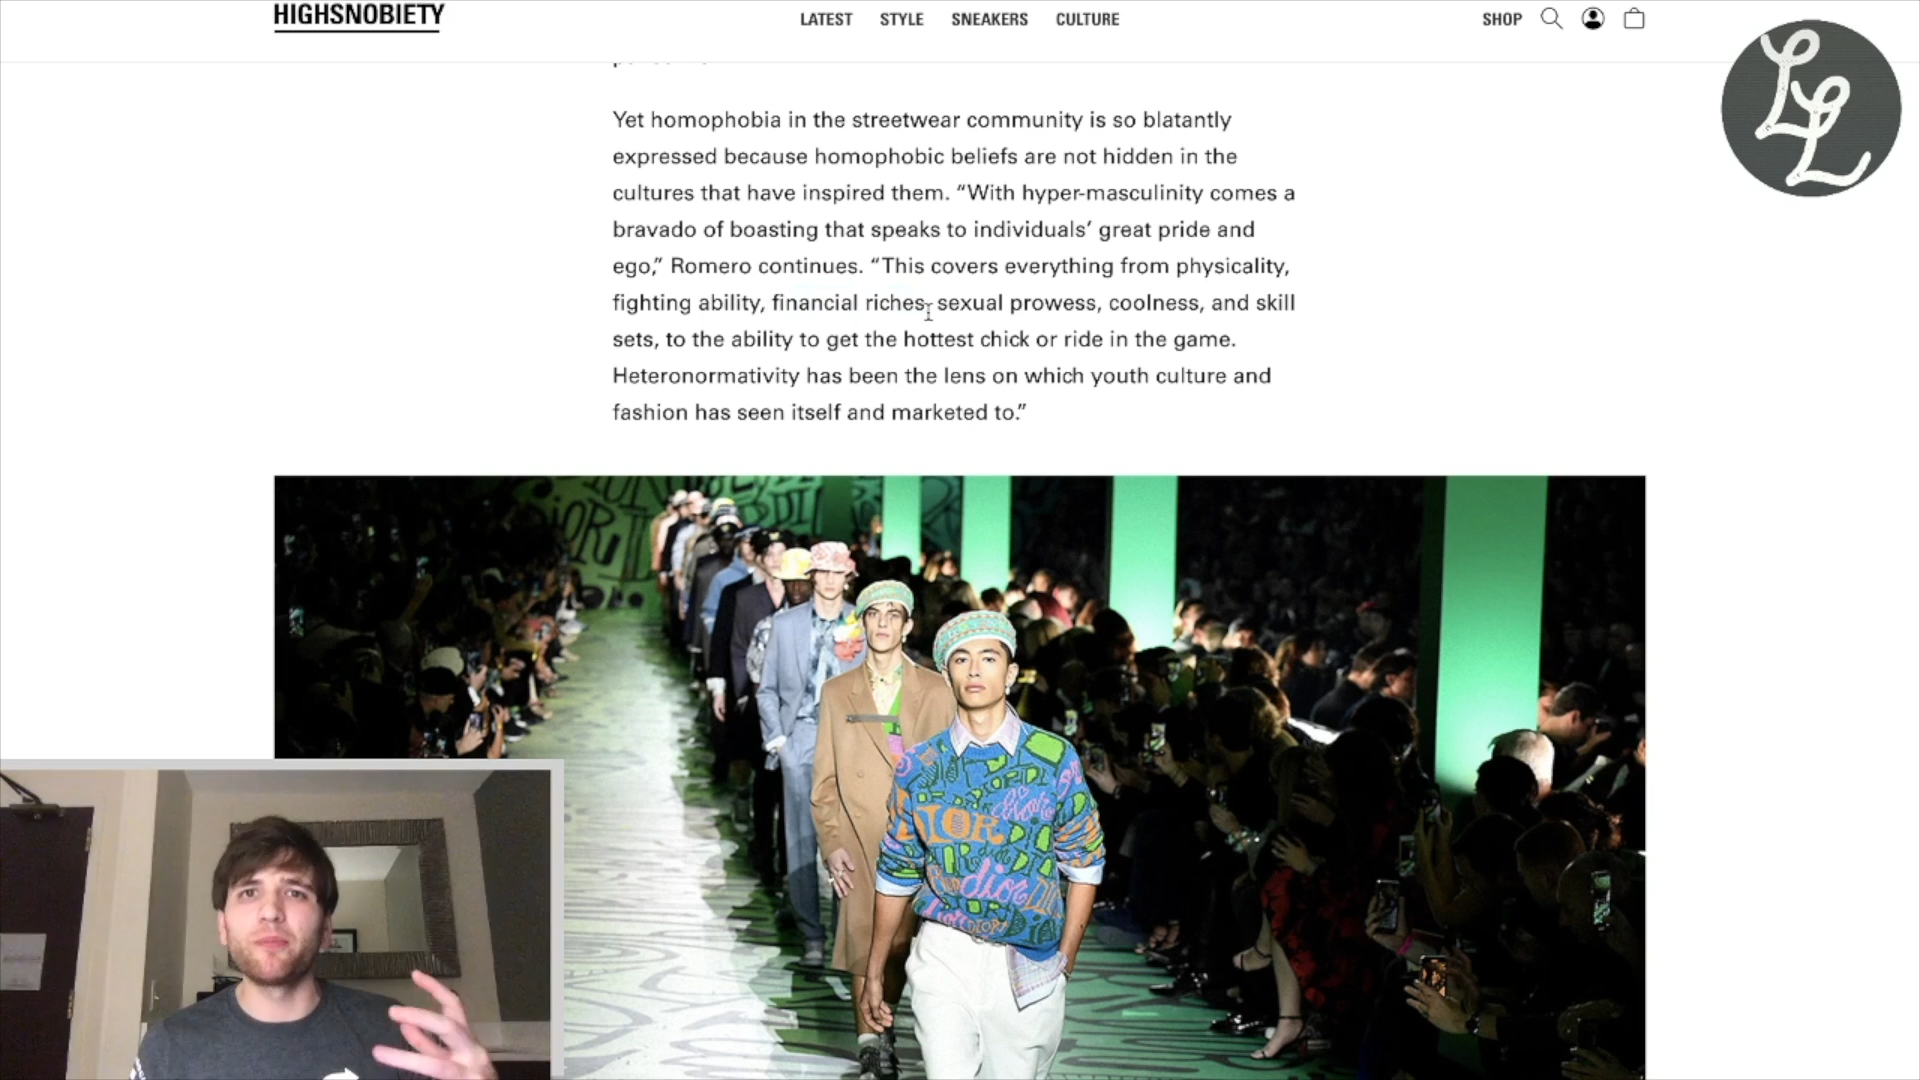 HIGHSNOBIETY
LATEST STYLE SNEAKERS CULTURE
SHOP
LYL
Yet homophobia in the streetwear community is so blatantly
expressed because homophobic beliefs are not hidden in the
cultures that have inspired them. “With hyper-masculinity comes a
bravado of boasting that speaks to individuals’ great pride and
ego,” Romero continues. “This covers everything from physicality,
fighting ability, financial riches, sexual prowess, coolness, and skill
sets, to the ability to get the hottest chick or ride in the game.
Heteronormativity has been the lens on which youth culture and
fashion has seen itself and marketed to.”
DIOR
dior